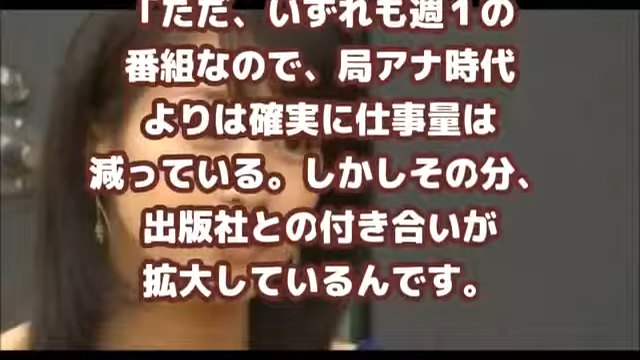 「ただ、いずれも週１の
番組なので、局アナ時代
よりは確実に仕事量は
減っている。しかしその分、
出版社との付き合いが
拡大しているんです。